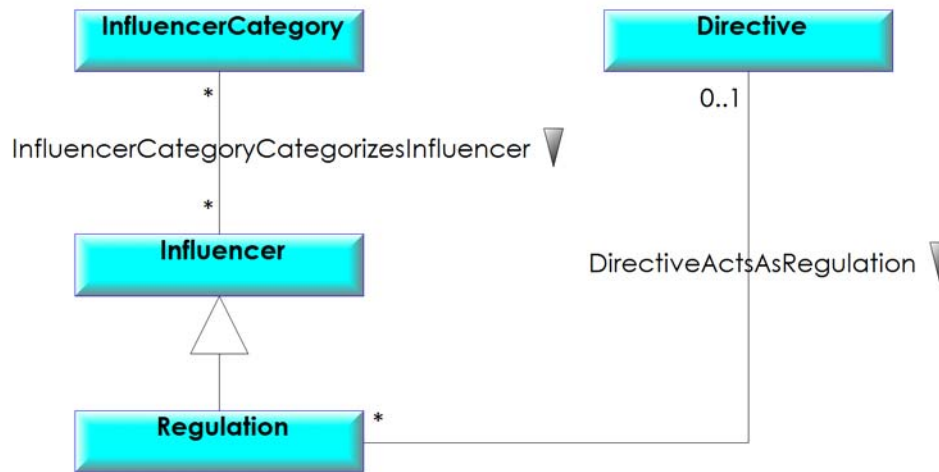 InfluencerCategory
Directive
*
0..1
InfluencerCategoryCategorizesInfluencer
*
Influencer
DirectiveActsAsRegulation
*
Regulation